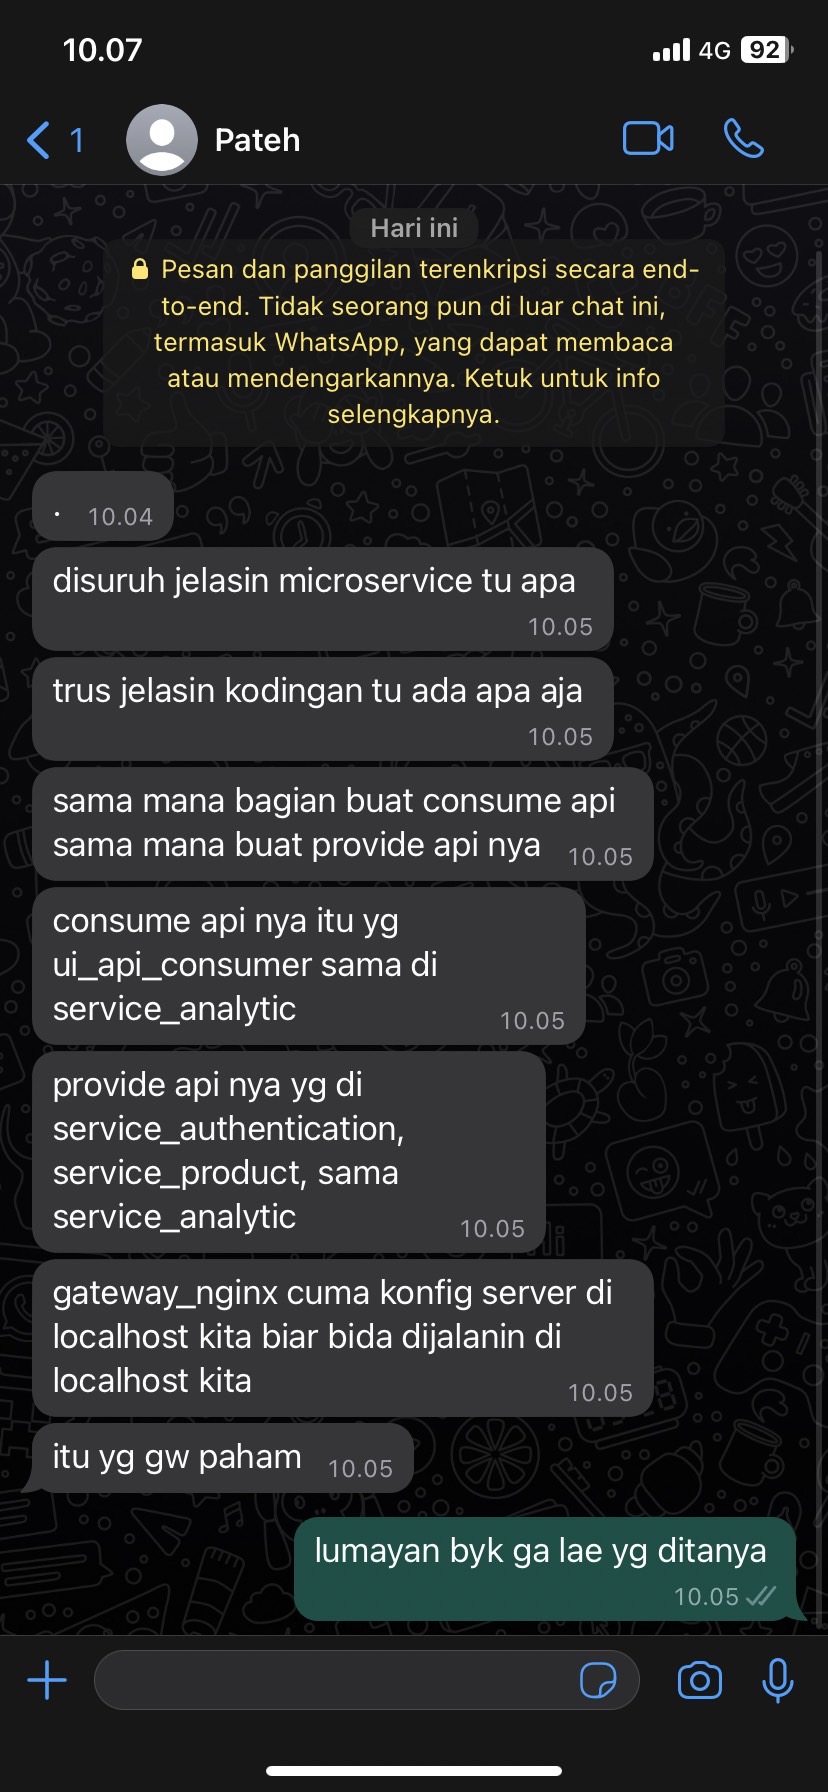 10.07
4G 92
1 Pateh
Hari ini
Pesan dan panggilan terenkripsi secara end-
to-end. Tidak seorang pun di luar chat ini,
termasuk WhatsApp, yang dapat membaca
atau mendengarkannya. Ketuk untuk info
selengkapnya.
. 10.04
disuruh jelasin microservice tu apa
10.05
trus jelasin kodingan tu ada apa aja
10.05
sama mana bagian buat consume api
sama mana buat provide api nya 10.05
consume api nya itu yg
ui_api_consumer sama di
service_analytic 10.05
provide api nya yg di
service_authentication,
service_product, sama
service_analytic 10.05
gateway_nginx cuma konfig server di
localhost kita biar bida dijalanin di
localhost kita 10.05
itu yg gw paham 10.05
lumayan byk ga lae yg ditanya
10.05